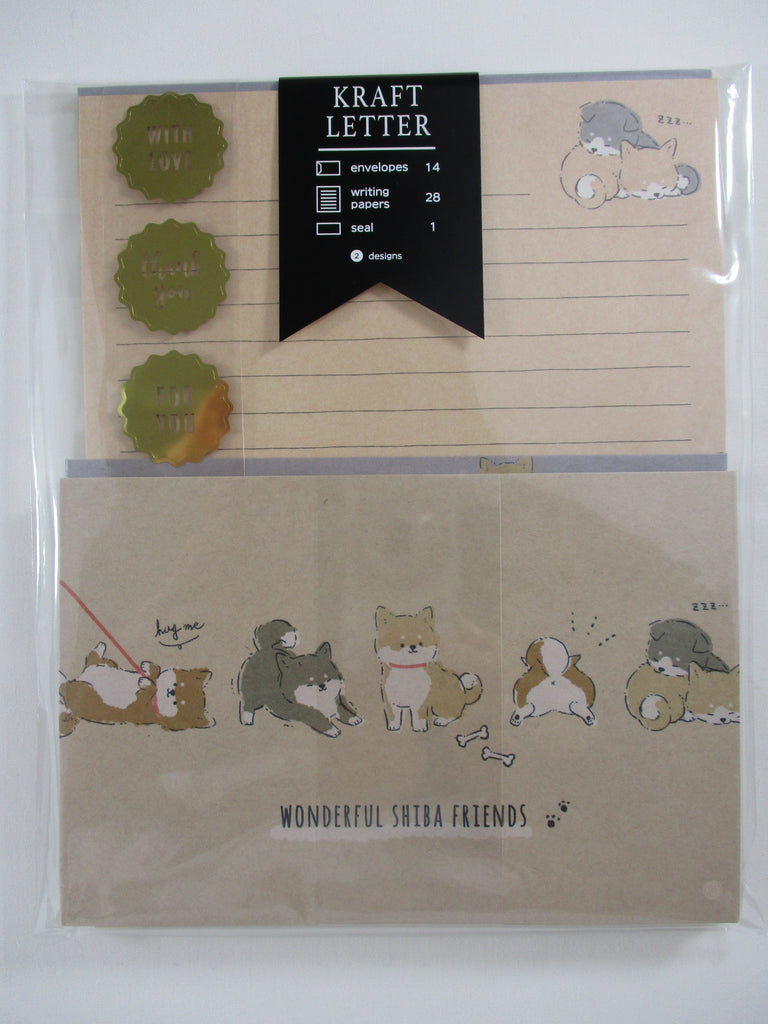 KRAFT
LETTER
envelopes 14
writing
papers 28
seal 1
2 designs
WITH
LOVE
thank
you
FOR
YOU
zzz...
hug me
zzz...
WONDERFUL SHIBA FRIENDS